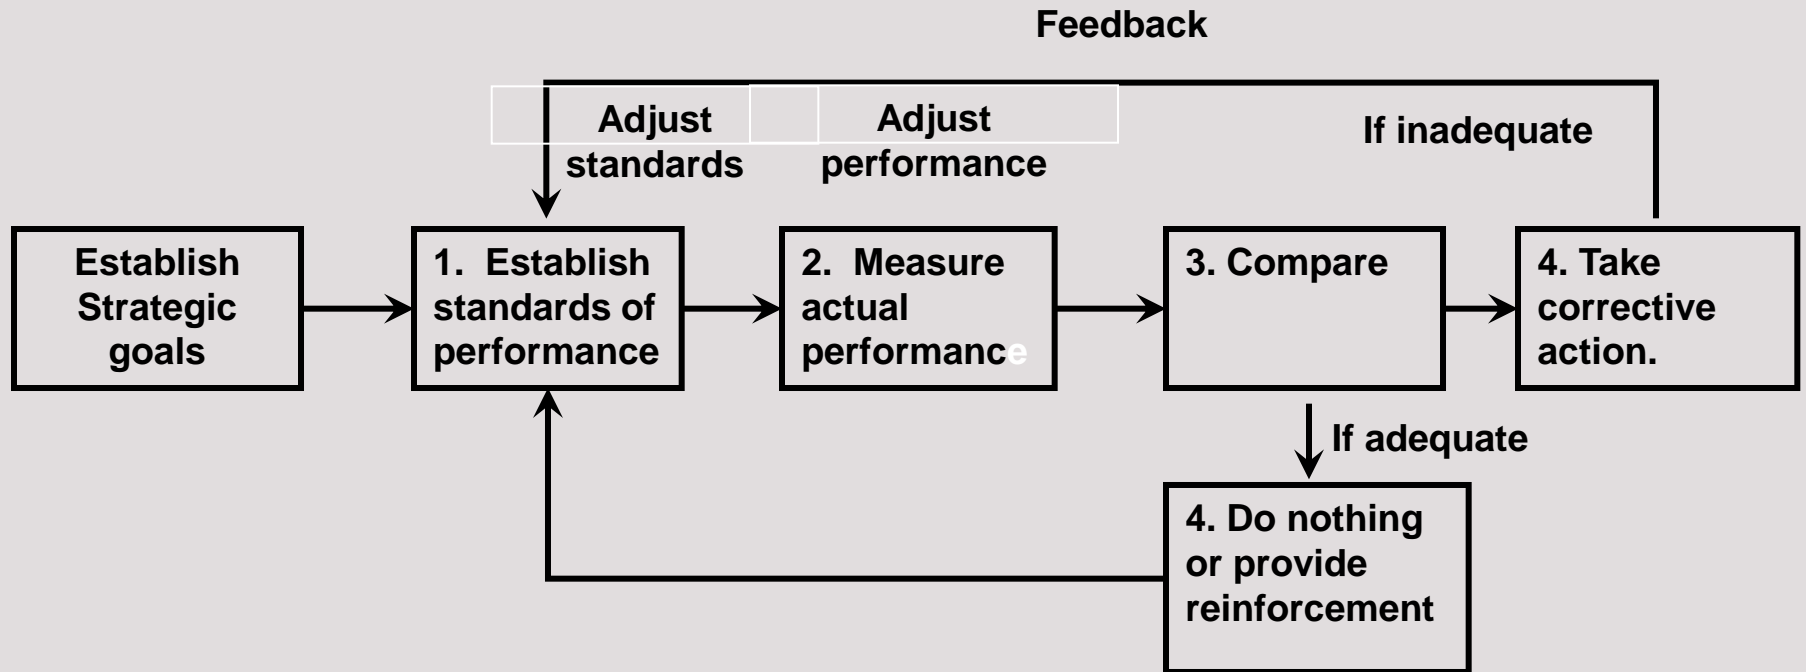 Feedback
Adjust
standards
Adjust
performance
If inadequate
Establish
Strategic
goals
1. Establish
standards of
performance
2. Measure
actual
performance
3. Compare
4. Take
corrective
action.
If adequate
4. Do nothing
or provide
reinforcement